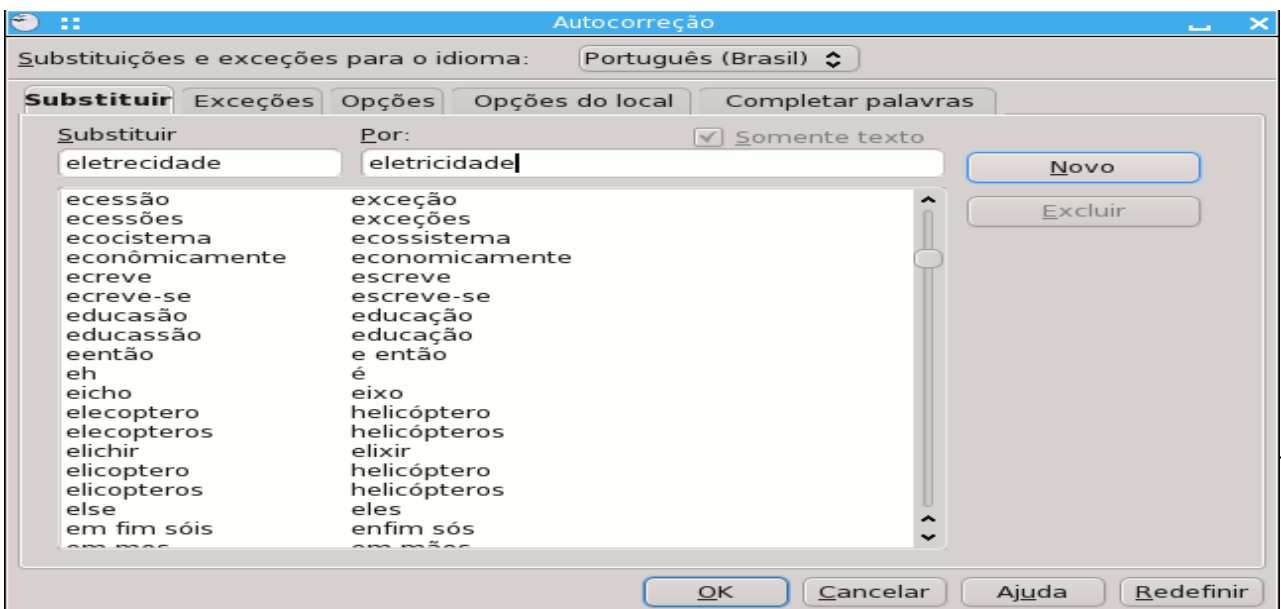 Autocorreção
Substituições e exceções para o idioma: Português (Brasil)
Substituir Exceções Opções Opções do local Completar palavras
Substituir Por: Somente texto
eletrecidade eletricidade Novo
Excluir
ecessão exceção
ecessões exceções
ecocistema ecossistema
econômicamente economicamente
ecreve escreve
ecreve-se escreve-se
educasão educação
educassão educação
eentão e então
eh é
eicho eixo
elecoptero helicóptero
elecopteros helicópteros
elichir elixir
elicoptero helicóptero
elicopteros helicópteros
else eles
em fim sóis enfim sós
OK Cancelar Ajuda Redefinir